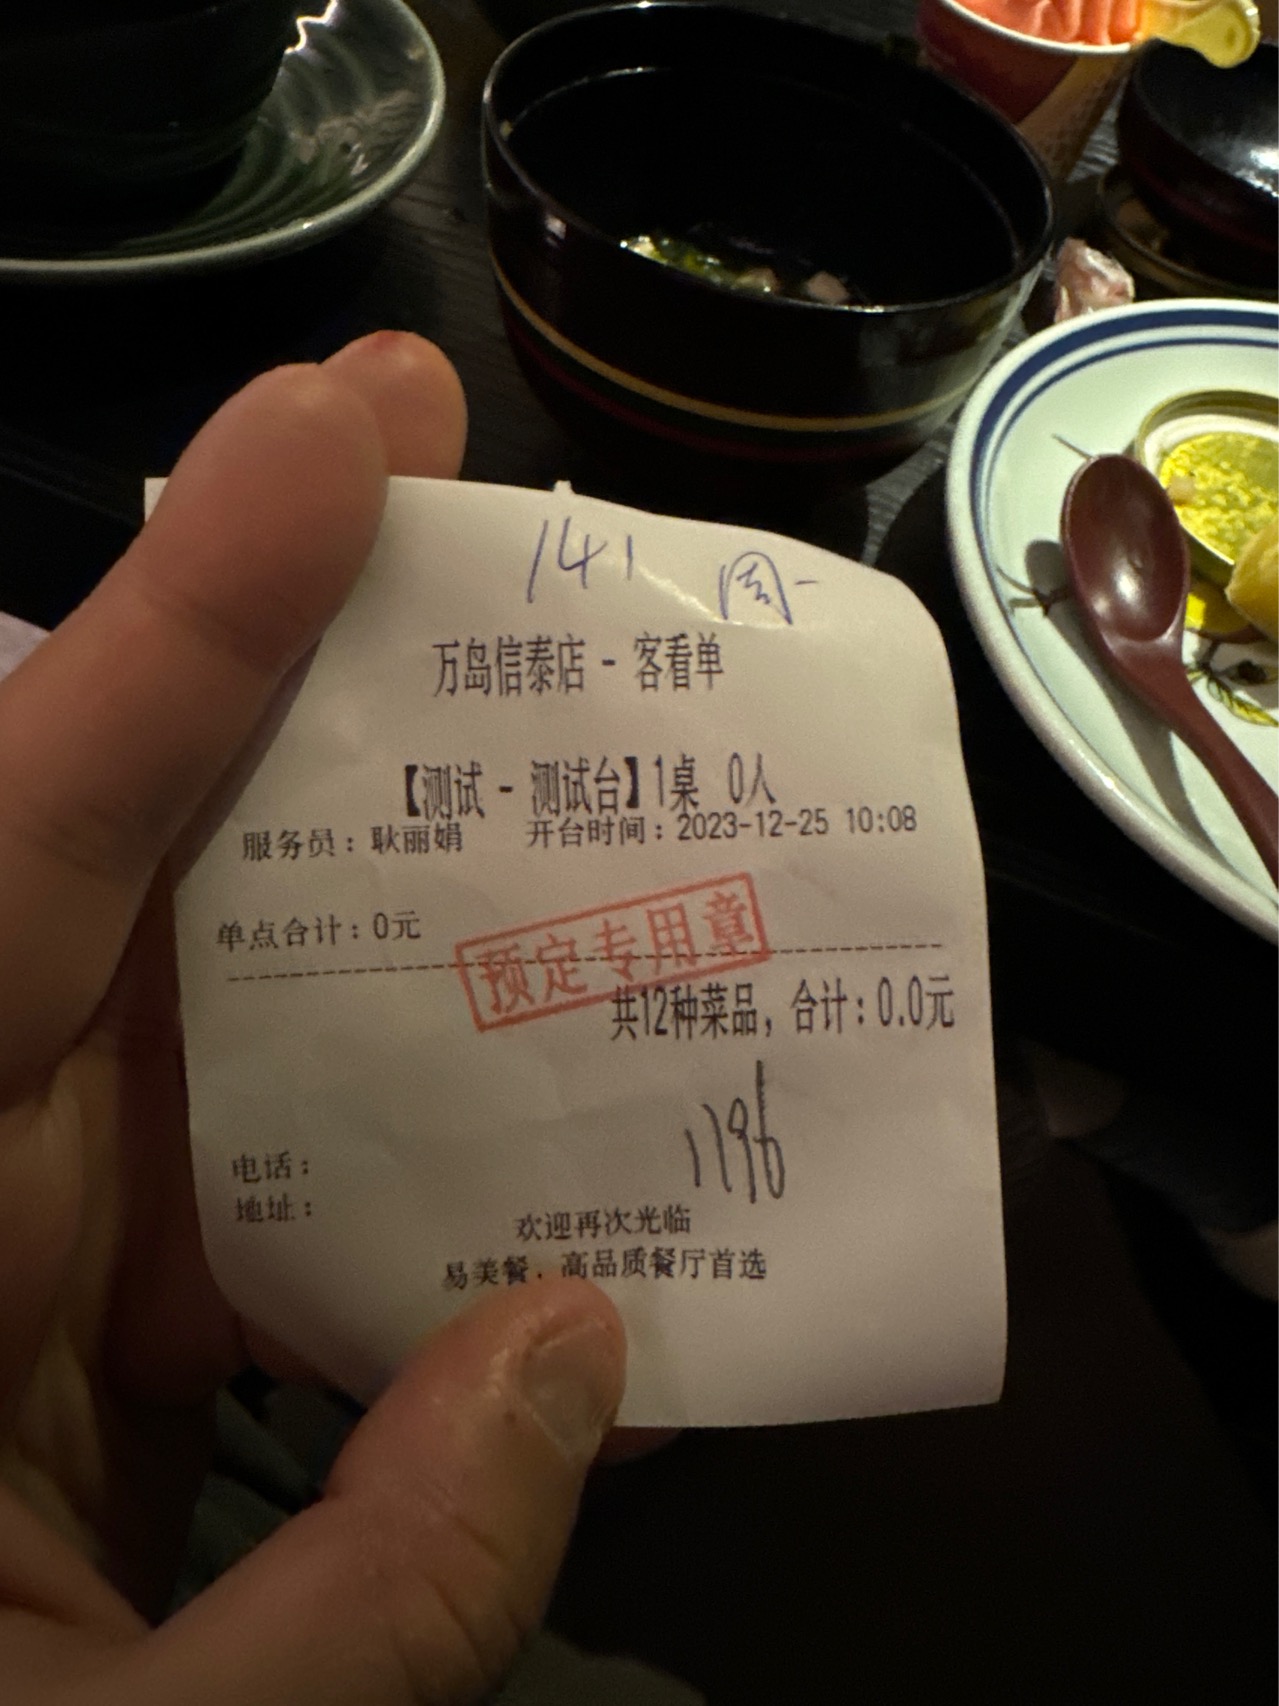 141 周一
万岛信泰店 - 客看单
【测试 - 测试台】1桌 0人
服务员：耿丽娟 开台时间：2023-12-25 10:08
单点合计：0元
预定专用章
共12种菜品，合计：0.0元
1196
电话：
地址：
欢迎再次光临
易美餐，高品质餐厅首选